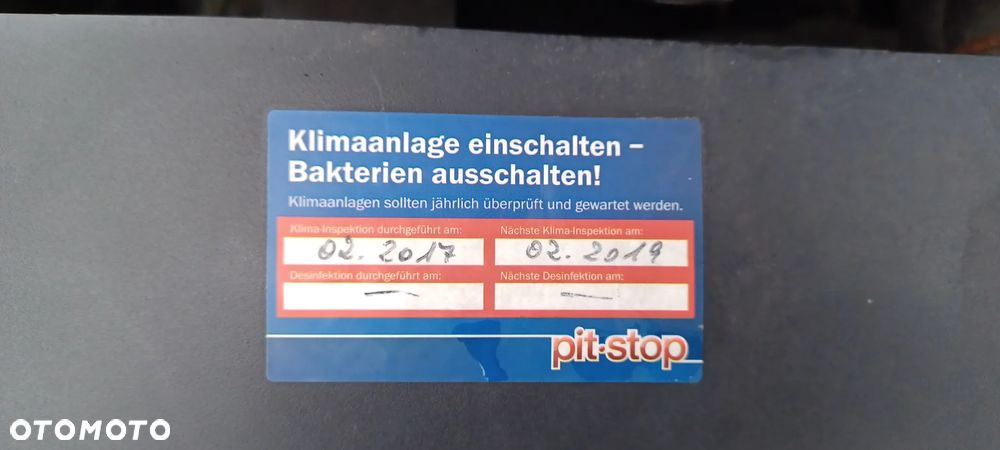 Klimaanlage einschalten –
Bakterien ausschalten!
Klimaanlagen sollten jährlich überprüft und gewartet werden.
Klima-Inspektion durchgeführt am: Nächste Klima-Inspektion am:
02.2017 02.2019
Desinfektion durchgeführt am: Nächste Desinfektion am:
— —
pit·stop
OTOMOTO